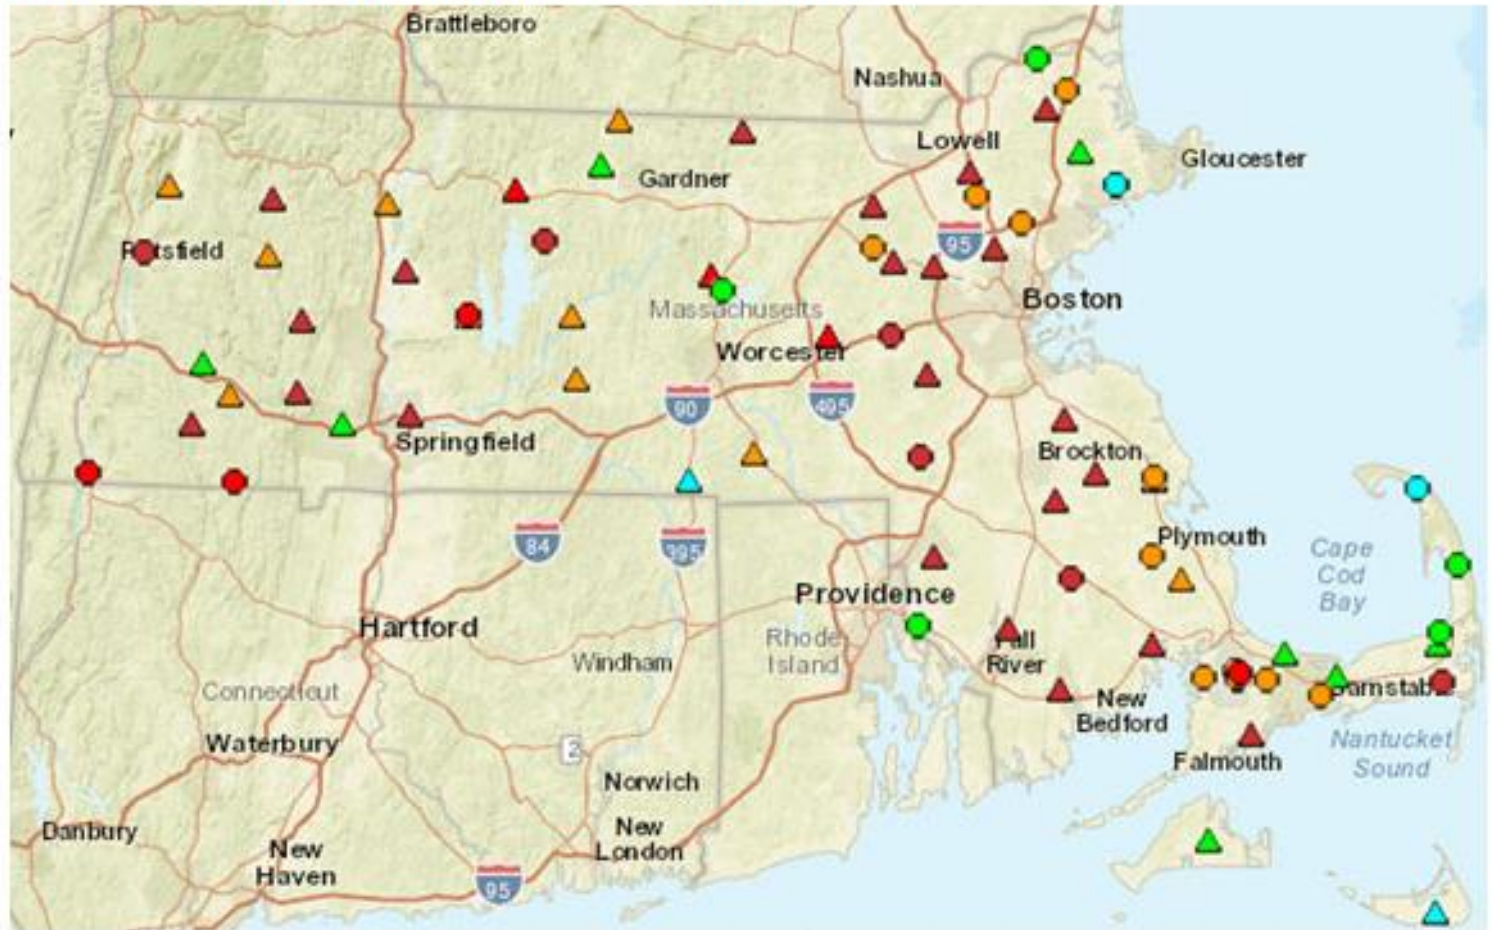 Brattleboro
Nashua
Lowell
Gloucester
Gardner
95
Boston
Massachusetts
Worcester
90
495
Springfield
Brockton
84
395
Plymouth
Cape
Cod
Bay
Providence
Hartford
Rhode
Island
Windham
Fall
River
Connecticut
New
Bedford
Waterbury
2
Nantucket
Sound
Falmouth
Norwich
Danbury
New
London
New
Haven
95